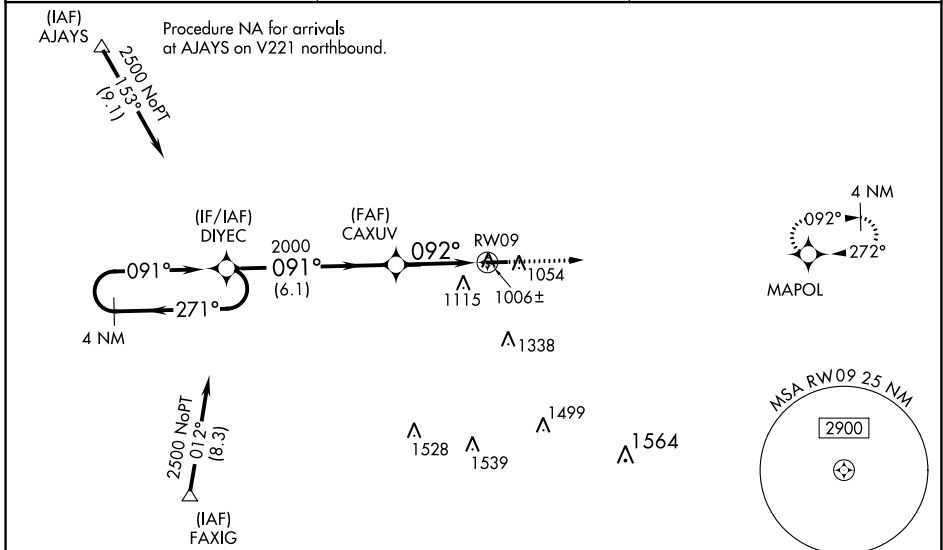 (IAF)
AJAYS
Procedure NA for arrivals
at AJAYS on V221 northbound.
2500 NoPT
153°
(9.1)
(IF/IAF)
DIYEC
(FAF)
CAXUV
2000
091°
(6.1)
092°
RW09
1054
1115
1006±
091°
271°
4 NM
4 NM
092°
272°
MAPOL
1338
2500 NoPT
012°
(8.3)
(IAF)
FAXIG
1528
1539
1499
1564
MSA RW09 25 NM
2900